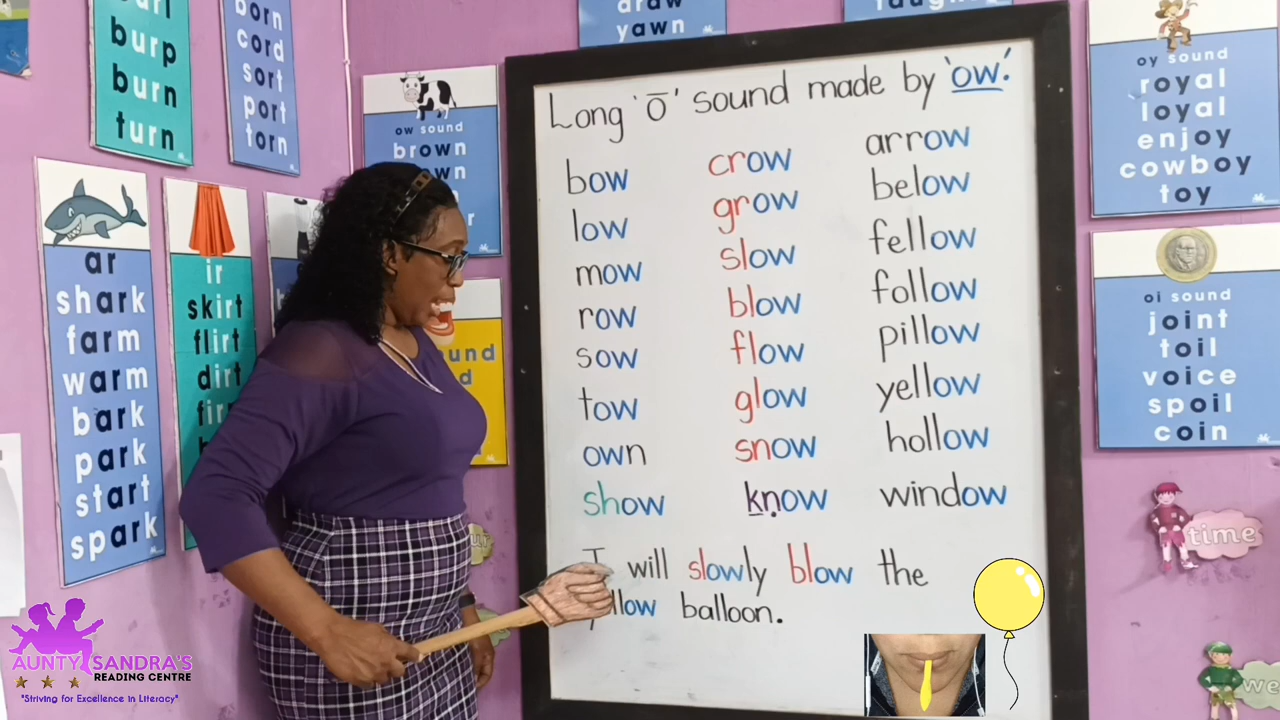 burp
burn
turn
born
cord
sort
port
torn
yawn
ow sound
brown
ar
shark
farm
warm
bark
park
start
spark
ir
skirt
flirt
dirt
Long 'ō' sound made by 'ow'.
bow crow arrow
low grow below
mow slow fellow
row blow follow
sow flow pillow
tow glow yellow
own snow hollow
show know window
I will slowly blow the
balloon.
oy sound
royal
loyal
enjoy
cowboy
toy
oi sound
joint
toil
voice
spoil
coin
time
AUNTY SANDRA'S
READING CENTRE
"Striving for Excellence in Literacy"